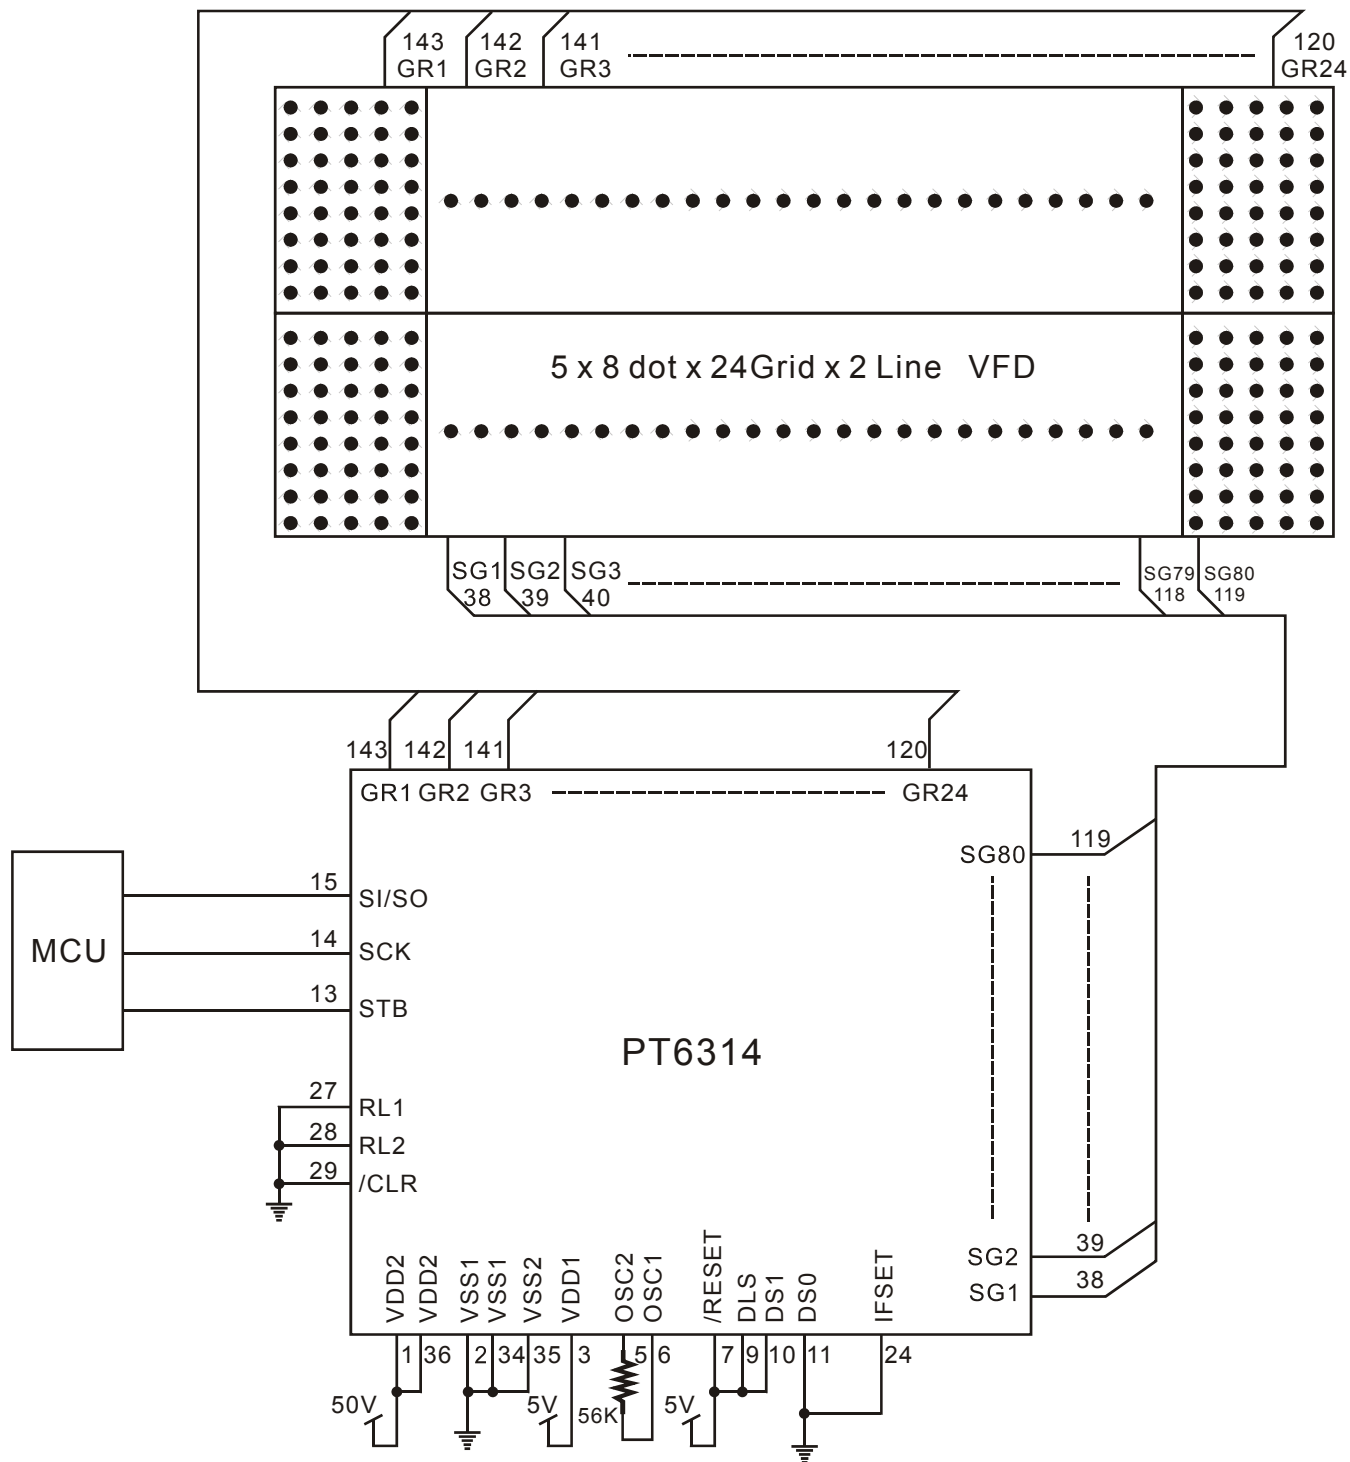 143 142 141 120
GR1 GR2 GR3 GR24
5 x 8 dot x 24Grid x 2 Line VFD
SG1 SG2 SG3 SG79 SG80
38 39 40 118 119
143 142 141 120
GR1 GR2 GR3 GR24
SG80 119
MCU
15 SI/SO
14 SCK
13 STB
PT6314
27 RL1
28 RL2
29 /CLR
SG2 39
SG1 38
VDD2 VDD2 VSS1 VSS1 VSS2 VDD1 OSC2 OSC1 /RESET DLS DS1 DS0 IFSET
1 36 2 34 35 3 5 6 7 9 10 11 24
50V 5V 56K 5V